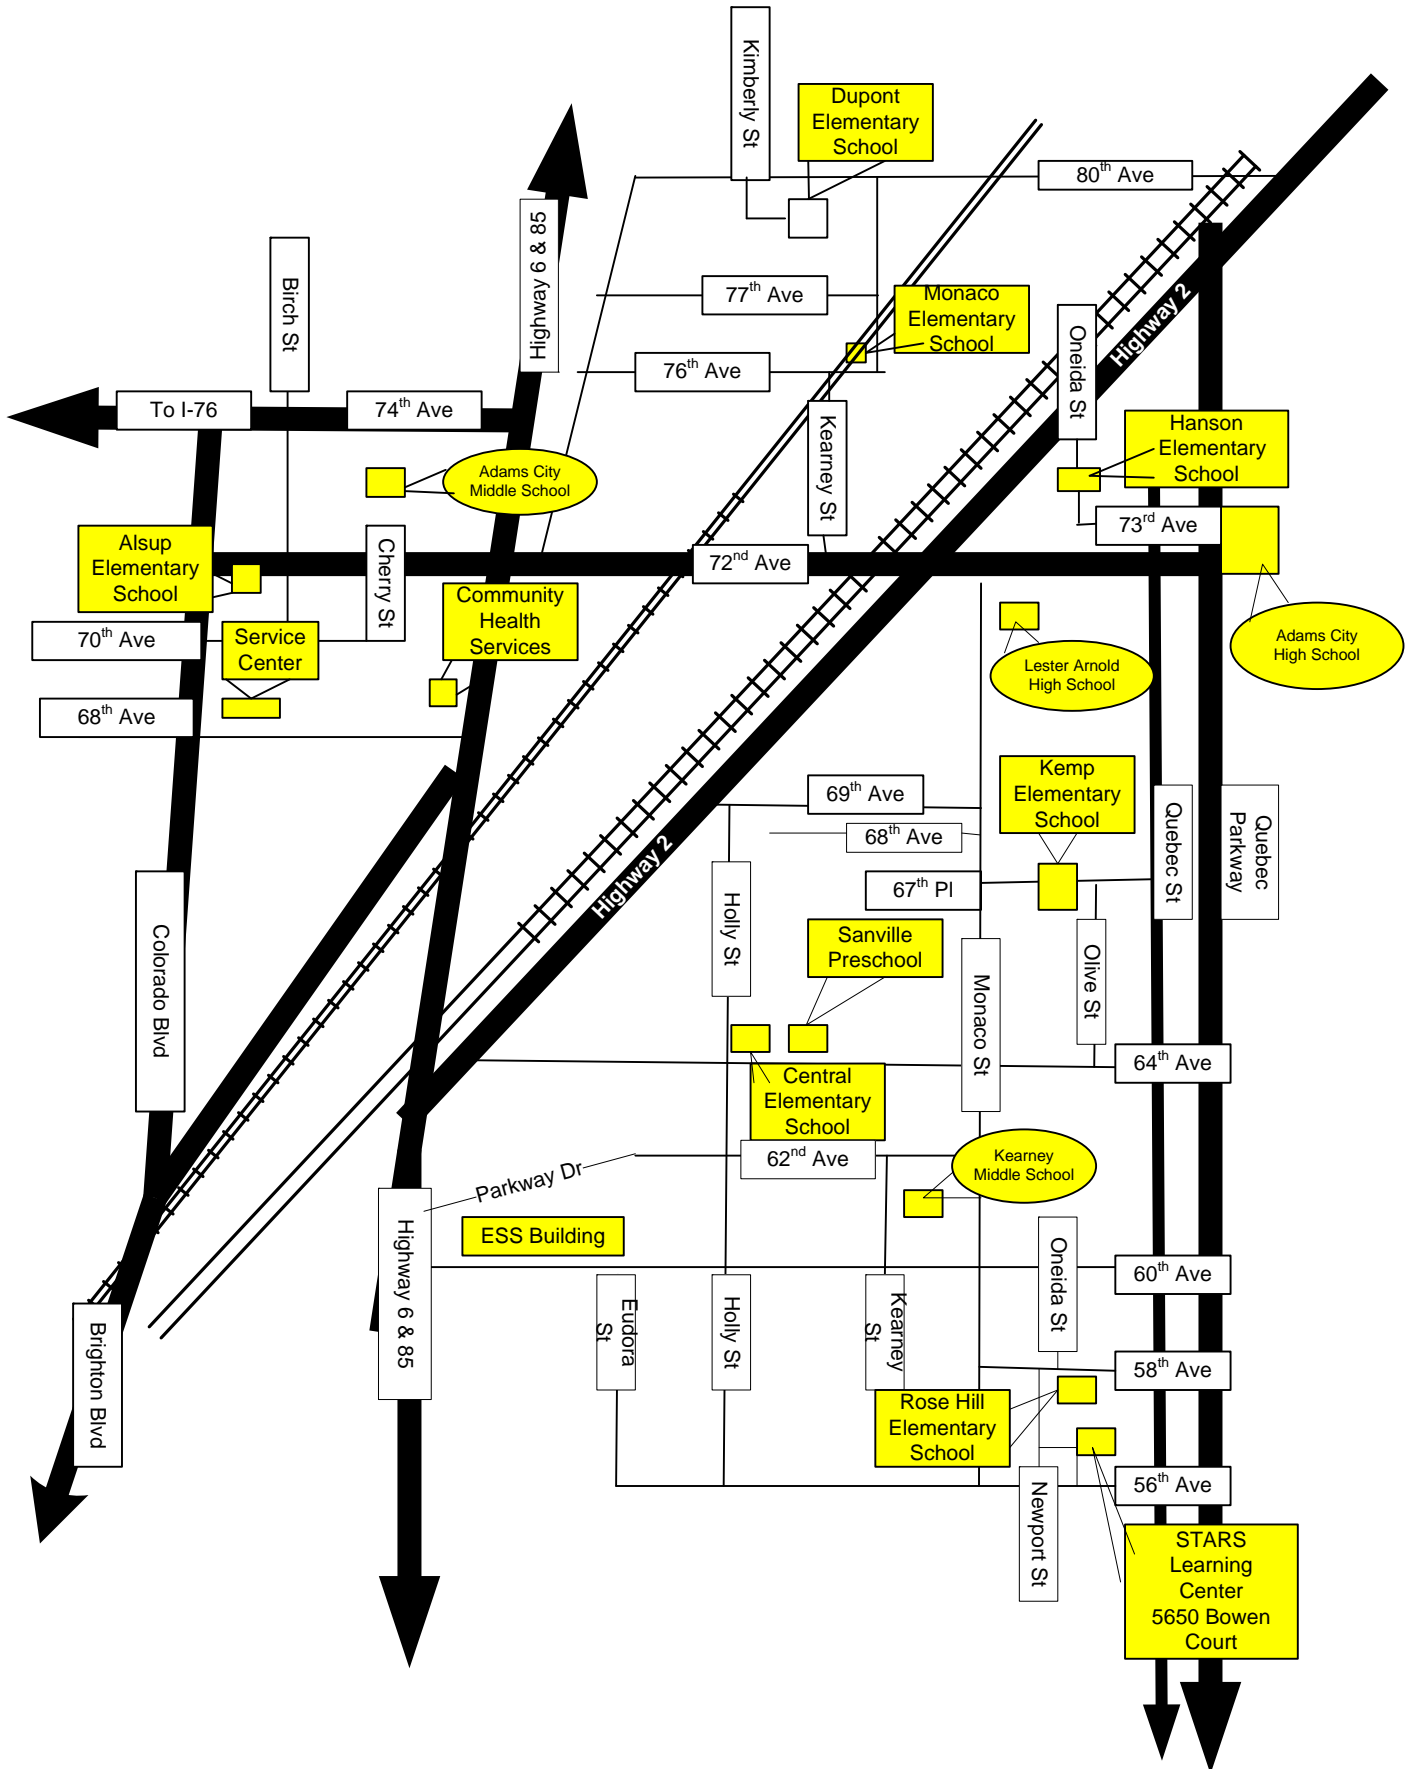 Kimberly St
Dupont
Elementary
School
80th Ave
Highway 6 & 85
Birch St
77th Ave
Monaco
Elementary
School
Highway 2
Oneida St
76th Ave
To I-76
74th Ave
Kearney St
Hanson
Elementary
School
Adams City
Middle School
73rd Ave
Alsup
Elementary
School
Cherry St
72nd Ave
Community
Health
Services
70th Ave
Service
Center
Lester Arnold
High School
Adams City
High School
68th Ave
Kemp
Elementary
School
69th Ave
68th Ave
Quebec St
Quebec
Parkway
Highway 2
67th Pl
Holly St
Colorado Blvd
Sanville
Preschool
Monaco St
Olive St
64th Ave
Central
Elementary
School
62nd Ave
Kearney
Middle School
Parkway Dr
ESS Building
Highway 6 & 85
Oneida St
60th Ave
Eudora
St
Holly St
Kearney
St
Brighton Blvd
58th Ave
Rose Hill
Elementary
School
56th Ave
Newport St
STARS
Learning
Center
5650 Bowen
Court